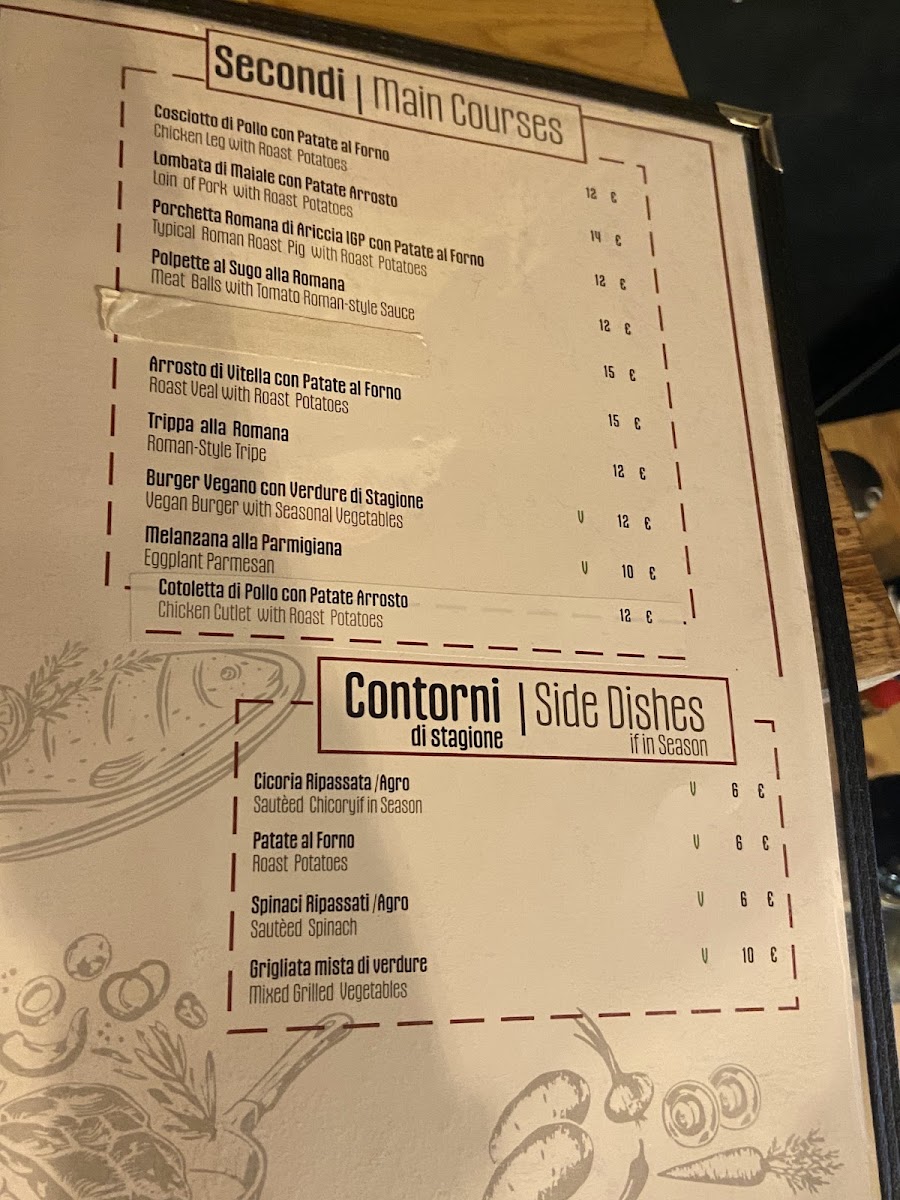 Secondi | Main Courses
Cosciotto di Pollo con Patate al Forno
Chicken Leg with Roast Potatoes 12 €
Lombata di Maiale con Patate Arrosto
Loin of Pork with Roast Potatoes 14 €
Porchetta Romana di Ariccia IGP con Patate al Forno
Typical Roman Roast Pig with Roast Potatoes 12 €
Polpette al Sugo alla Romana
Meat Balls with Tomato Roman-style Sauce 12 €
15 €
Arrosto di Vitella con Patate al Forno
Roast Veal with Roast Potatoes 15 €
Trippa alla Romana
Roman-Style Tripe 12 €
Burger Vegano con Verdure di Stagione
Vegan Burger with Seasonal Vegetables V 12 €
Melanzana alla Parmigiana
Eggplant Parmesan V 10 €
Cotoletta di Pollo con Patate Arrosto
Chicken Cutlet with Roast Potatoes 12 €
Contorni | Side Dishes
di stagione if in Season
Cicoria Ripassata /Agro V 6 €
Sautèed Chicoryif in Season
Patate al Forno V 6 €
Roast Potatoes
Spinaci Ripassati /Agro V 6 €
Sautèed Spinach
Grigliata mista di verdure V 10 €
Mixed Grilled Vegetables